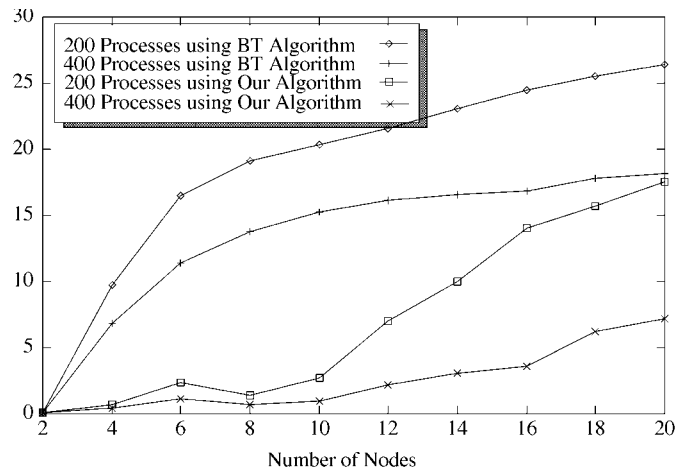 30
25
20
15
10
5
0
200 Processes using BT Algorithm
400 Processes using BT Algorithm
200 Processes using Our Algorithm
400 Processes using Our Algorithm
2 4 6 8 10 12 14 16 18 20
Number of Nodes